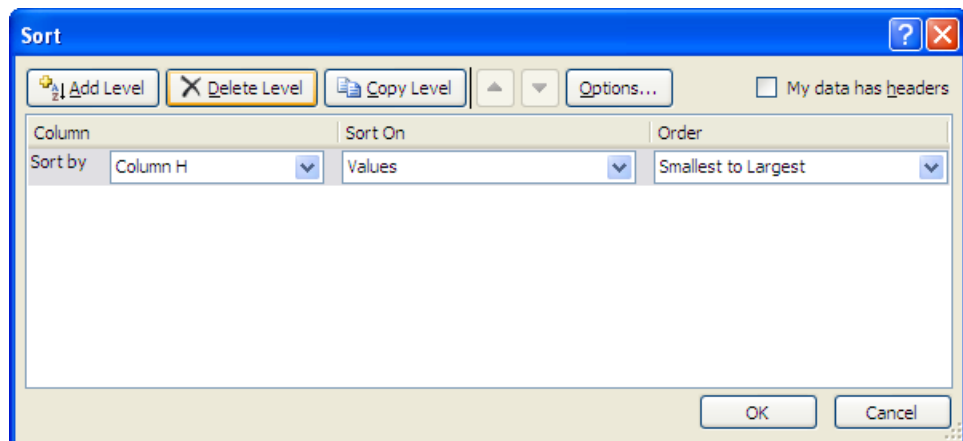 Sort
Add Level Delete Level Copy Level Options... My data has headers
Column Sort On Order
Sort by Column H Values Smallest to Largest
OK Cancel